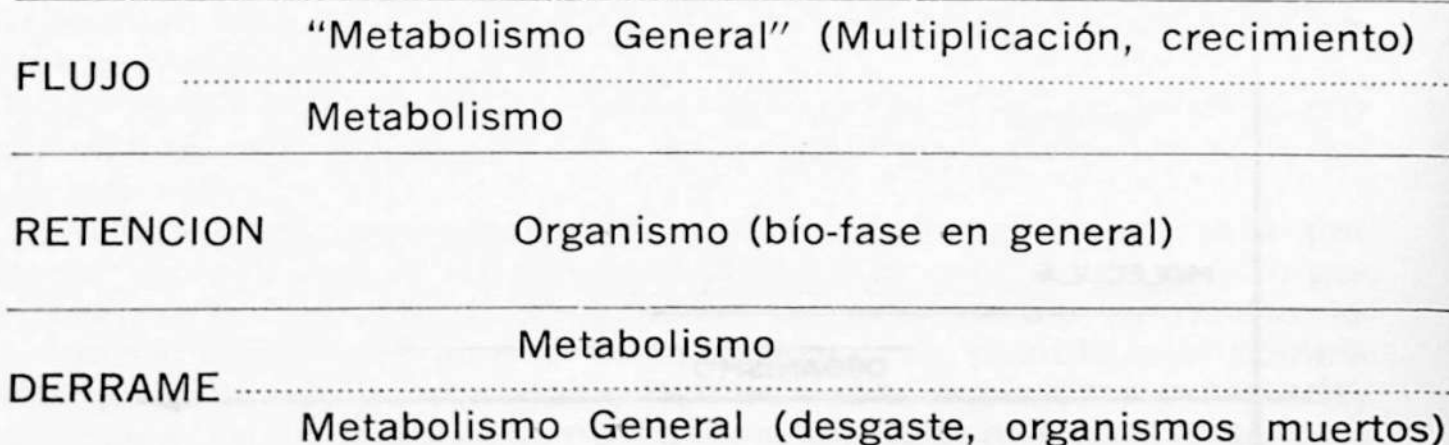 “Metabolismo General” (Multiplicación, crecimiento)
FLUJO
Metabolismo
RETENCION Organismo (bío-fase en general)
Metabolismo
DERRAME
Metabolismo General (desgaste, organismos muertos)